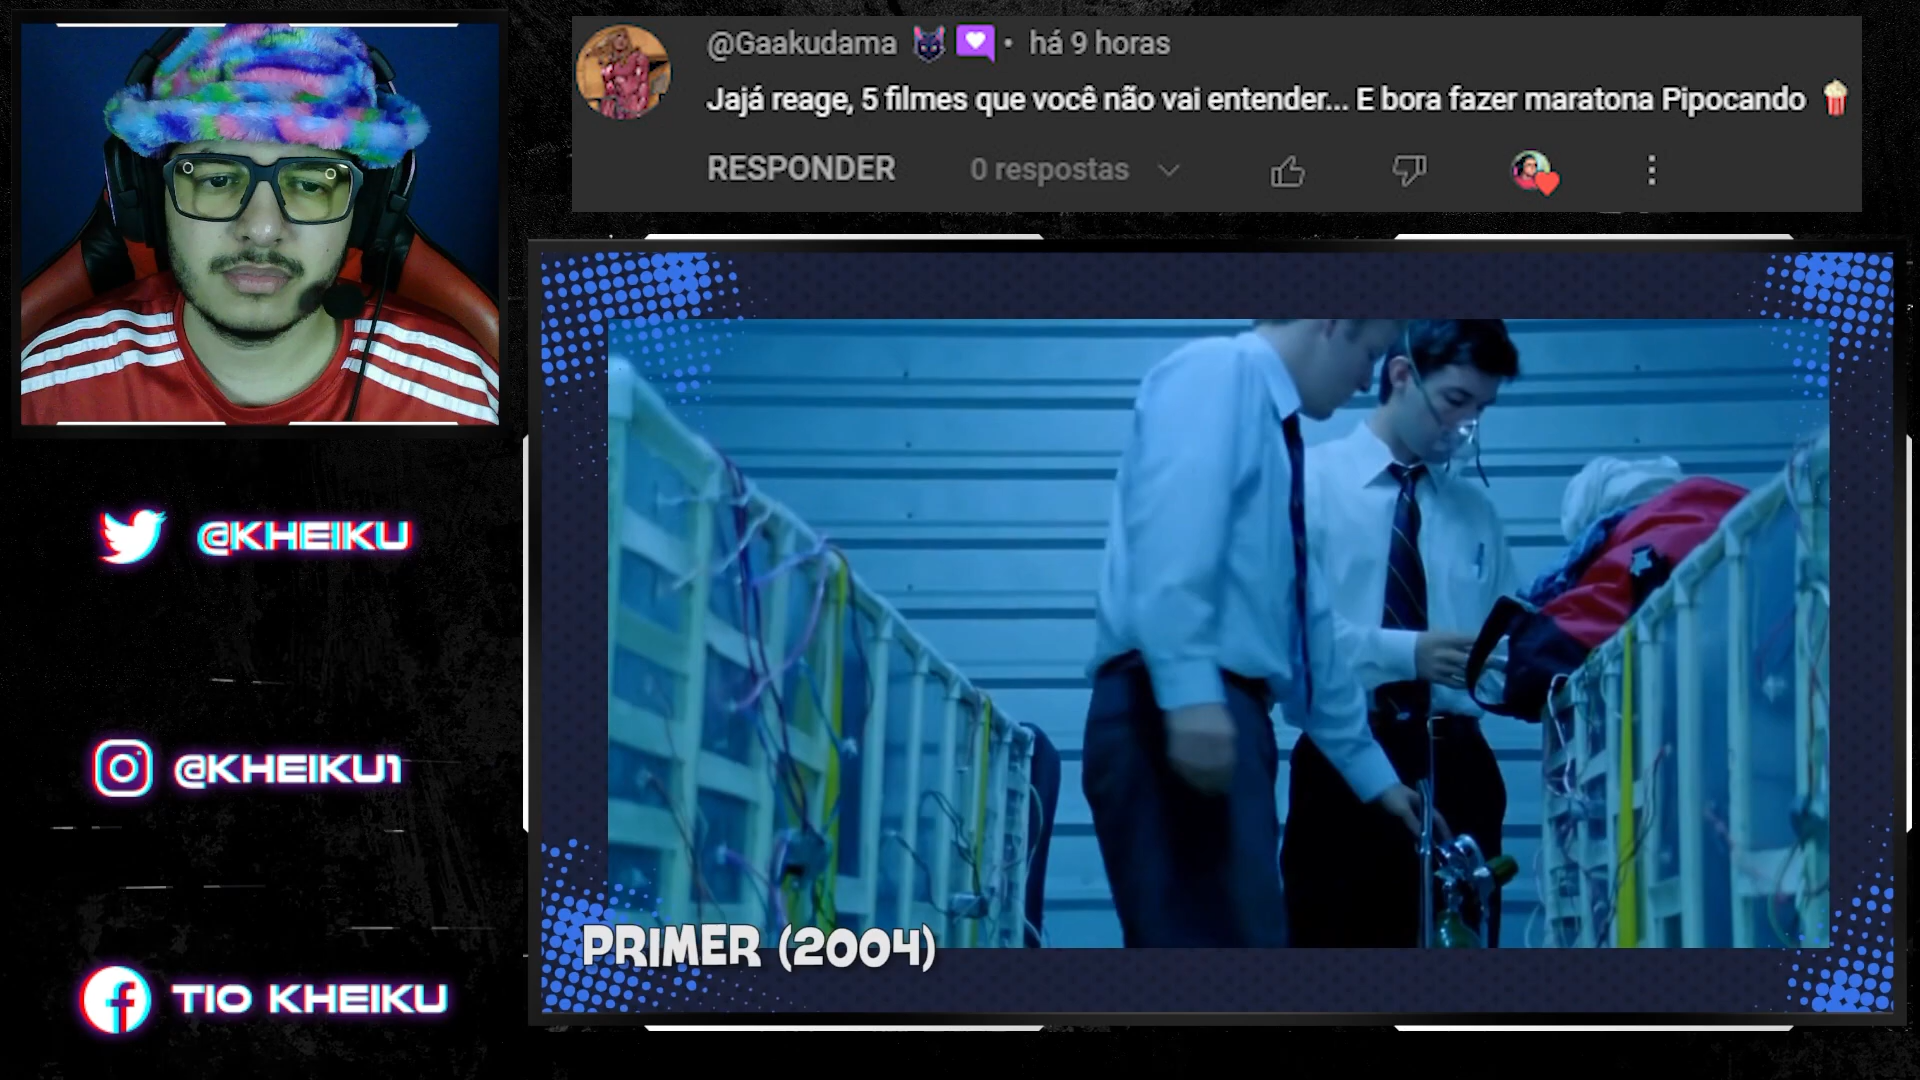 @Gaakudama • há 9 horas
Jajá reage, 5 filmes que você não vai entender... E bora fazer maratona Pipocando
RESPONDER 0 respostas
@KHEIKU
@KHEIKU1
TIO KHEIKU
PRIMER (2004)